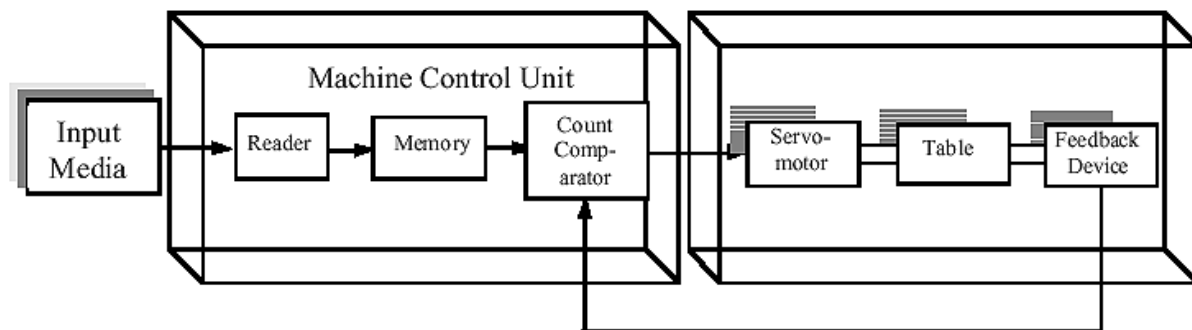 Machine Control Unit
Input
Media
Reader
Memory
Count
Comp-
arator
Servo-
motor
Table
Feedback
Device